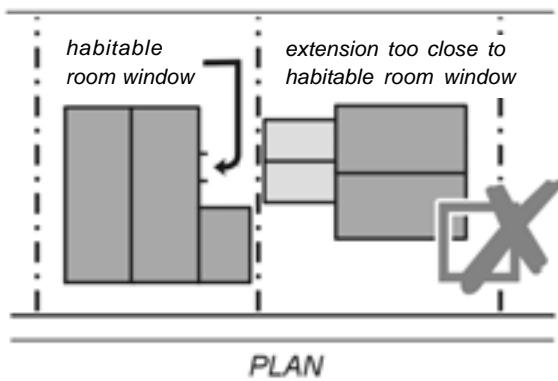 habitable
room window
extension too close to
habitable room window
PLAN